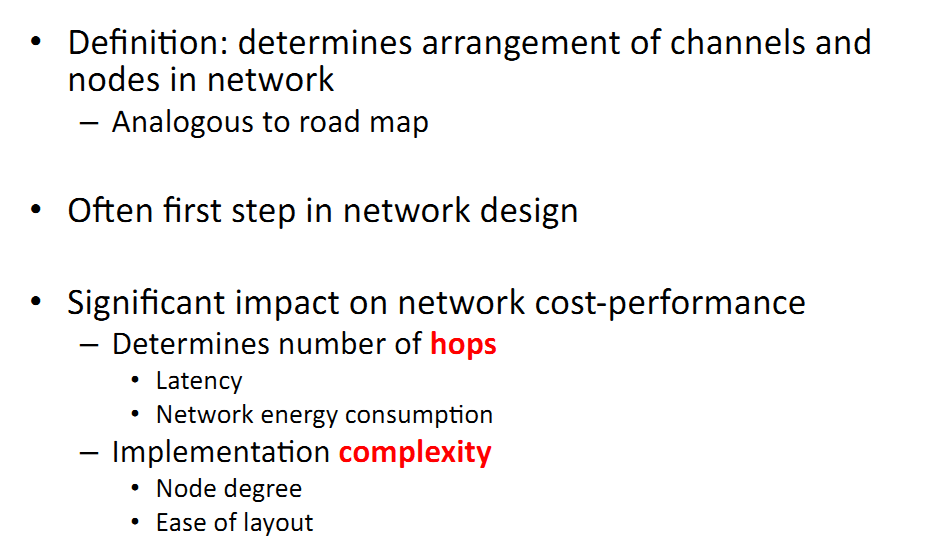 • Definition: determines arrangement of channels and
nodes in network
– Analogous to road map
• Often first step in network design
• Significant impact on network cost-performance
– Determines number of hops
• Latency
• Network energy consumption
– Implementation complexity
• Node degree
• Ease of layout